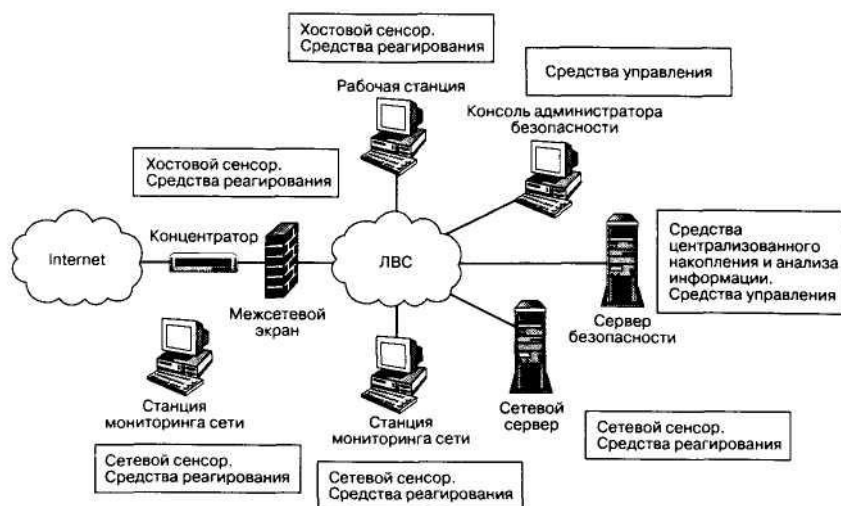 Хостовой сенсор.
Средства реагирования
Рабочая станция
Средства управления
Консоль администратора
безопасности
Хостовой сенсор.
Средства реагирования
Концентратор
Internet
Межсетевой
экран
ЛВС
Средства
централизованного
накопления и анализа
информации.
Средства управления
Сервер
безопасности
Станция
мониторинга сети
Станция
мониторинга сети
Сетевой
сервер
Сетевой сенсор.
Средства реагирования
Сетевой сенсор.
Средства реагирования
Сетевой сенсор.
Средства реагирования